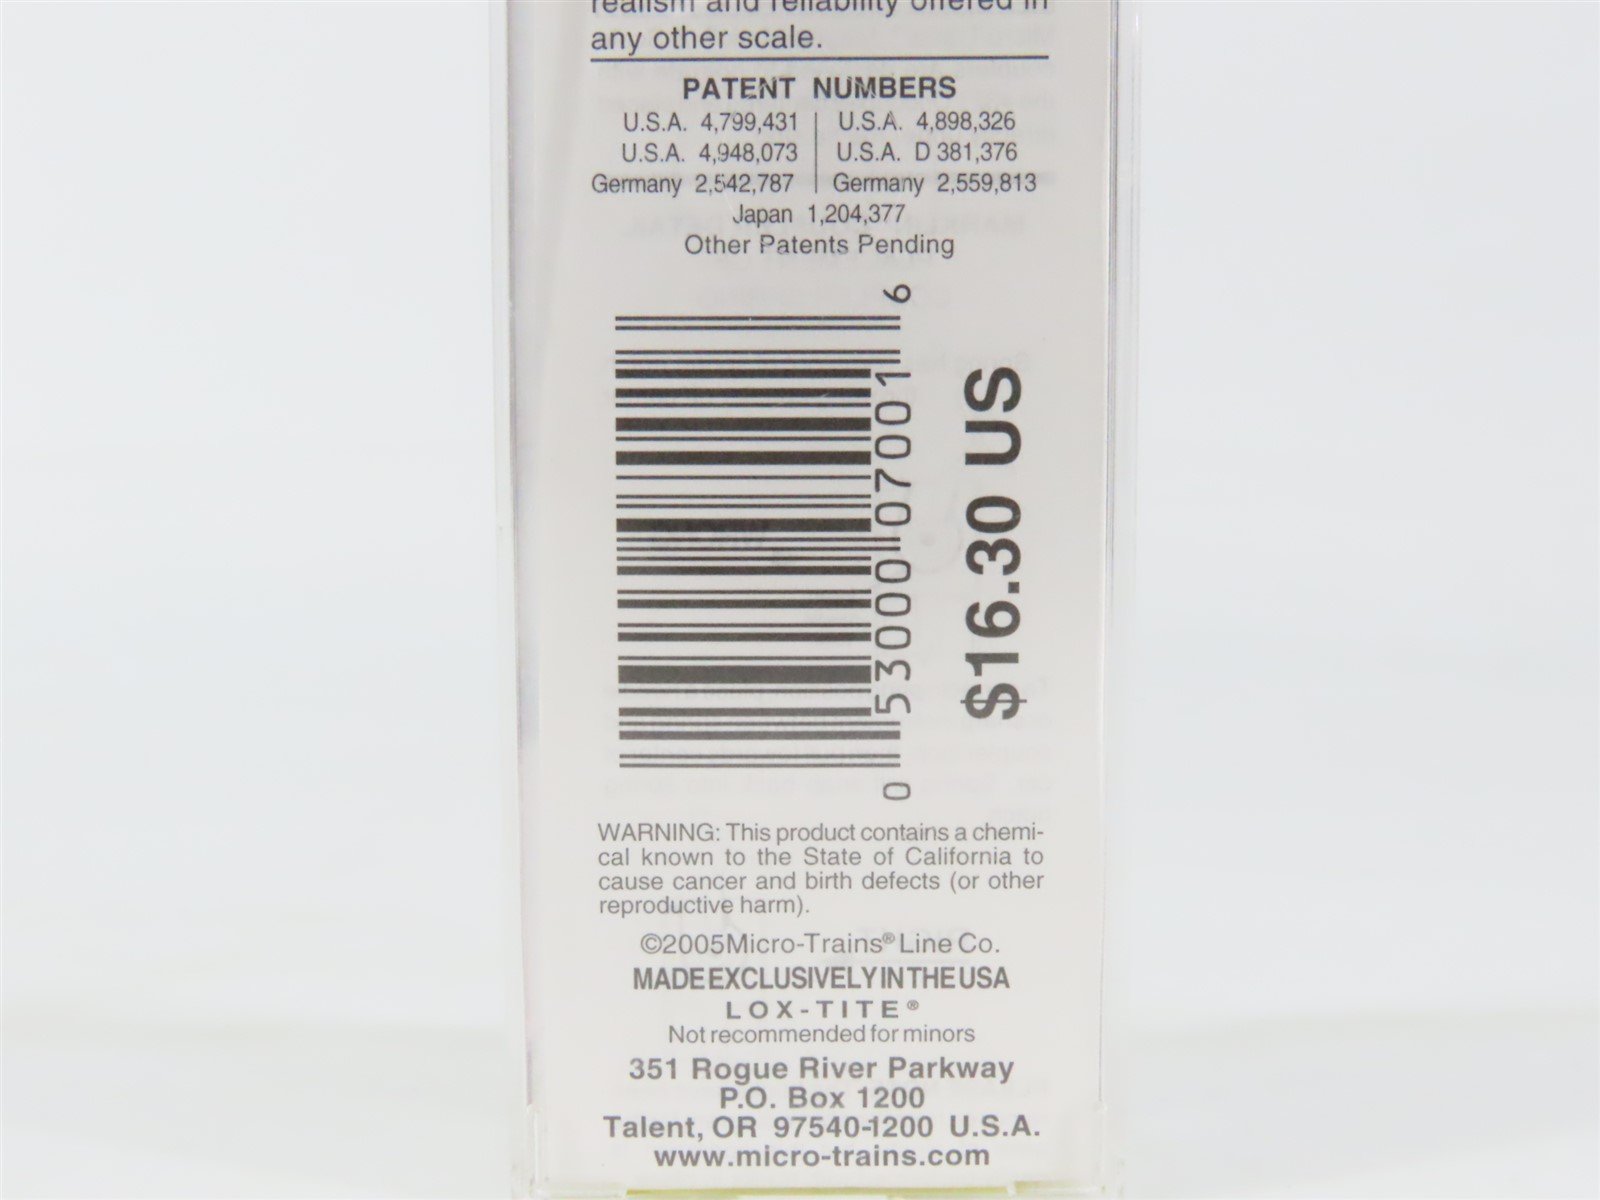 realism and reliability offered in
any other scale.
PATENT NUMBERS
U.S.A. 4,799,431 U.S.A. 4,898,326
U.S.A. 4,948,073 U.S.A. D 381,376
Germany 2,542,787 Germany 2,559,813
Japan 1,204,377
Other Patents Pending
0 53000 07001 6
$16.30 US
WARNING: This product contains a chemi-
cal known to the State of California to
cause cancer and birth defects (or other
reproductive harm).
©2005Micro-Trains® Line Co.
MADE EXCLUSIVELY IN THE USA
LOX-TITE®
Not recommended for minors
351 Rogue River Parkway
P.O. Box 1200
Talent, OR 97540-1200 U.S.A.
www.micro-trains.com